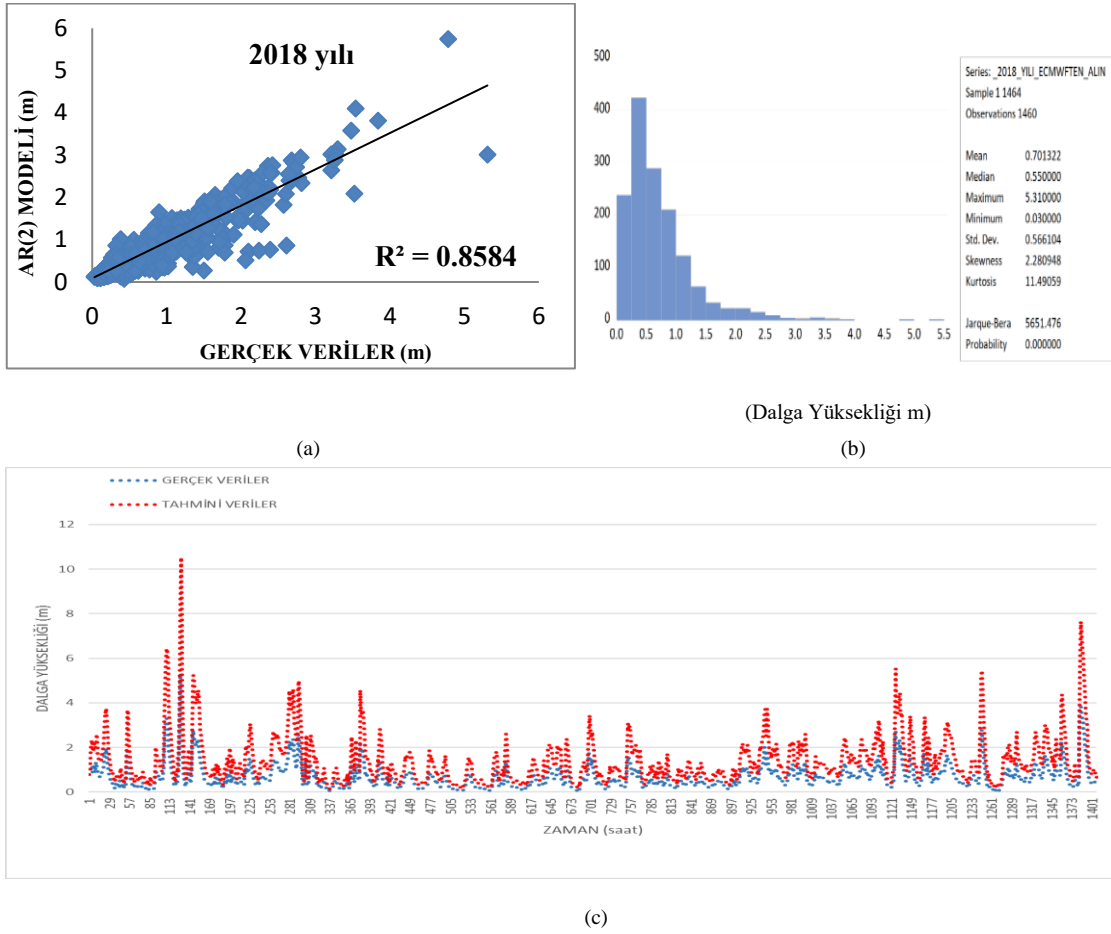 2018 yılı
AR(2) MODELİ (m)
6
5
4
3
2
1
0
R² = 0.8584
0 1 2 3 4 5 6
GERÇEK VERİLER (m)
(a)
500
400
300
200
100
0
0.0 0.5 1.0 1.5 2.0 2.5 3.0 3.5 4.0 4.5 5.0 5.5
Series: _2018_YILI_ECMWFTEN_ALIN
Sample 1 1464
Observations 1460
Mean 0.701322
Median 0.550000
Maximum 5.310000
Minimum 0.030000
Std. Dev. 0.566104
Skewness 2.280948
Kurtosis 11.49059
Jarque-Bera 5651.476
Probability 0.000000
(Dalga Yüksekliği m)
(b)
GERÇEK VERİLER
TAHMİNİ VERİLER
DALGA YÜKSEKLİĞİ (m)
12
10
8
6
4
2
0
1 29 57 85 113 141 169 197 225 253 281 309 337 365 393 421 449 477 505 533 561 589 617 645 673 701 729 757 785 813 841 869 897 925 953 981 1009 1037 1065 1093 1121 1149 1177 1205 1233 1261 1289 1317 1345 1373 1401
ZAMAN (saat)
(c)